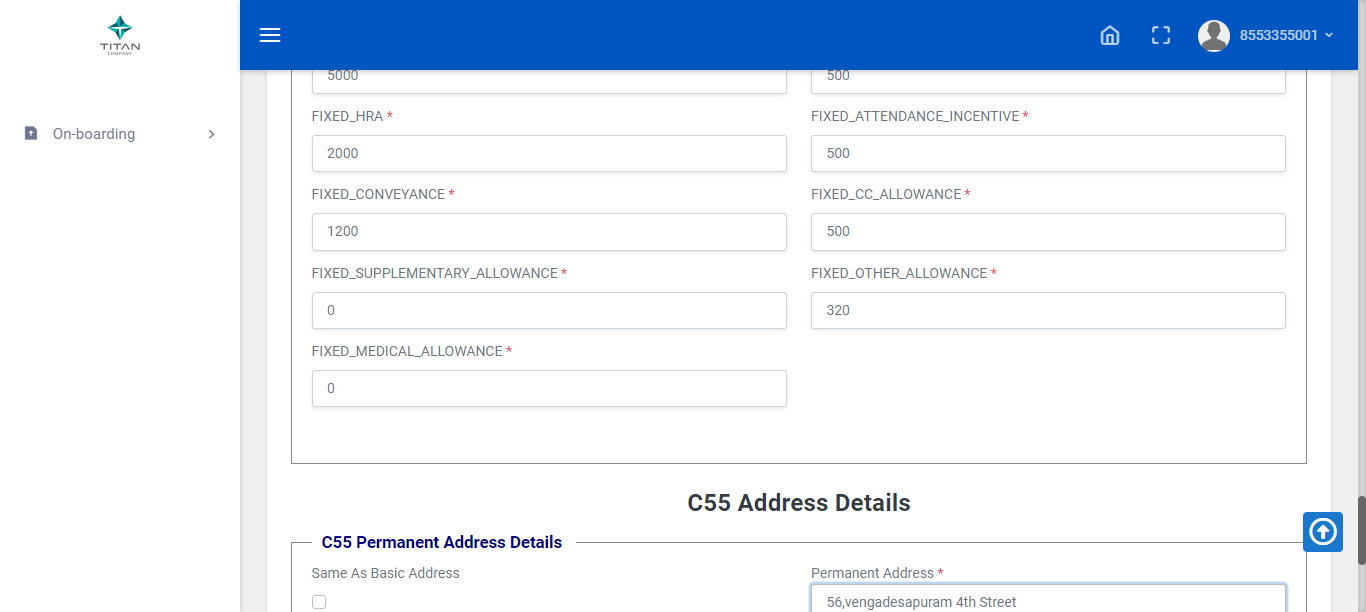 TITAN
COMPANY
8553355001
On-boarding
5000
500
FIXED_HRA *
FIXED_ATTENDANCE_INCENTIVE *
2000
500
FIXED_CONVEYANCE *
FIXED_CC_ALLOWANCE *
1200
500
FIXED_SUPPLEMENTARY_ALLOWANCE *
FIXED_OTHER_ALLOWANCE *
0
320
FIXED_MEDICAL_ALLOWANCE *
0
C55 Address Details
C55 Permanent Address Details
Same As Basic Address
Permanent Address *
56,vengadesapuram 4th Street